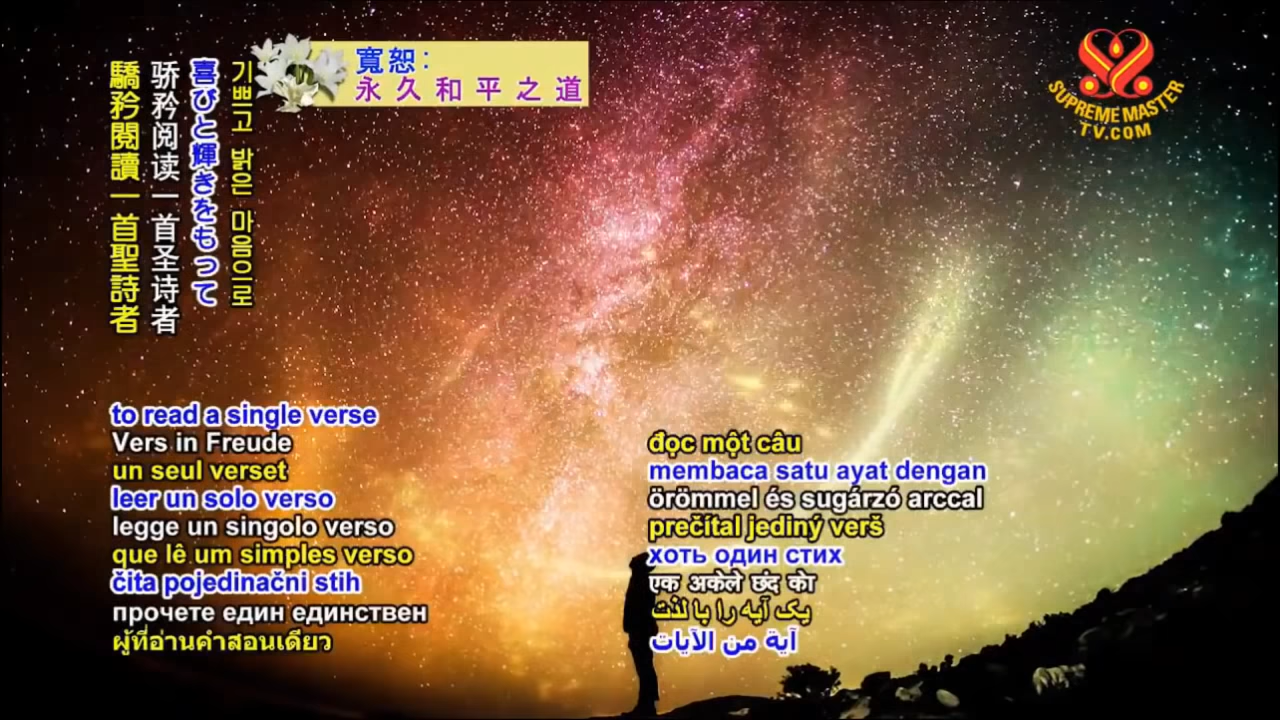 寬恕：
永久和平之道
SUPREME MASTER
TV.COM
기쁘고 밝은 마음으로
喜びと輝きをもって
骄矜阅读一首圣诗者
驕矜閱讀一首聖詩者
to read a single verse
Vers in Freude
un seul verset
leer un solo verso
legge un singolo verso
que lê um simples verso
čita pojedinačni stih
прочете един единствен
ผู้ที่อ่านคำสอนเดียว
đọc một câu
membaca satu ayat dengan
örömmel és sugárzó arccal
prečítal jediný verš
хоть один стих
एक अकेले छंद को
یک آیه را با لذت
آية من الآيات